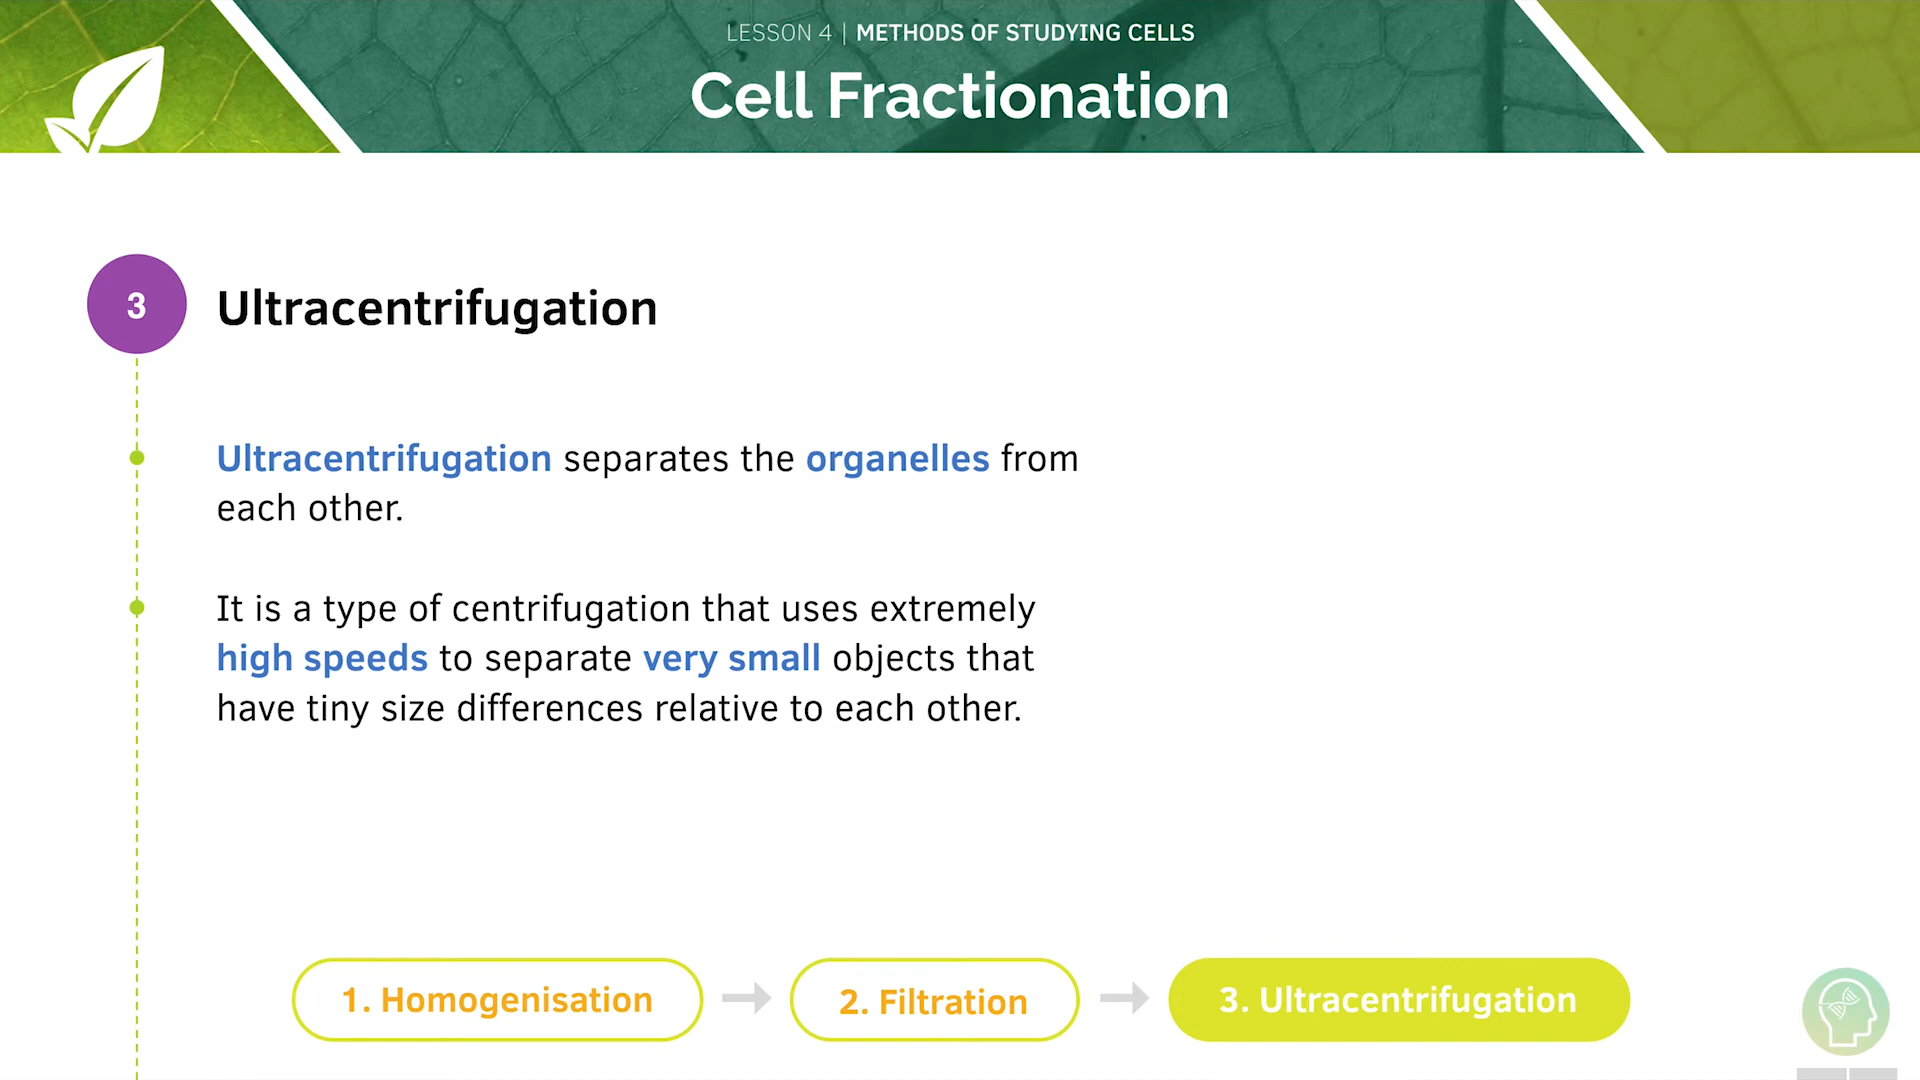 LESSON 4 | METHODS OF STUDYING CELLS
Cell Fractionation
3
Ultracentrifugation
Ultracentrifugation separates the organelles from
each other.
It is a type of centrifugation that uses extremely
high speeds to separate very small objects that
have tiny size differences relative to each other.
1. Homogenisation
2. Filtration
3. Ultracentrifugation